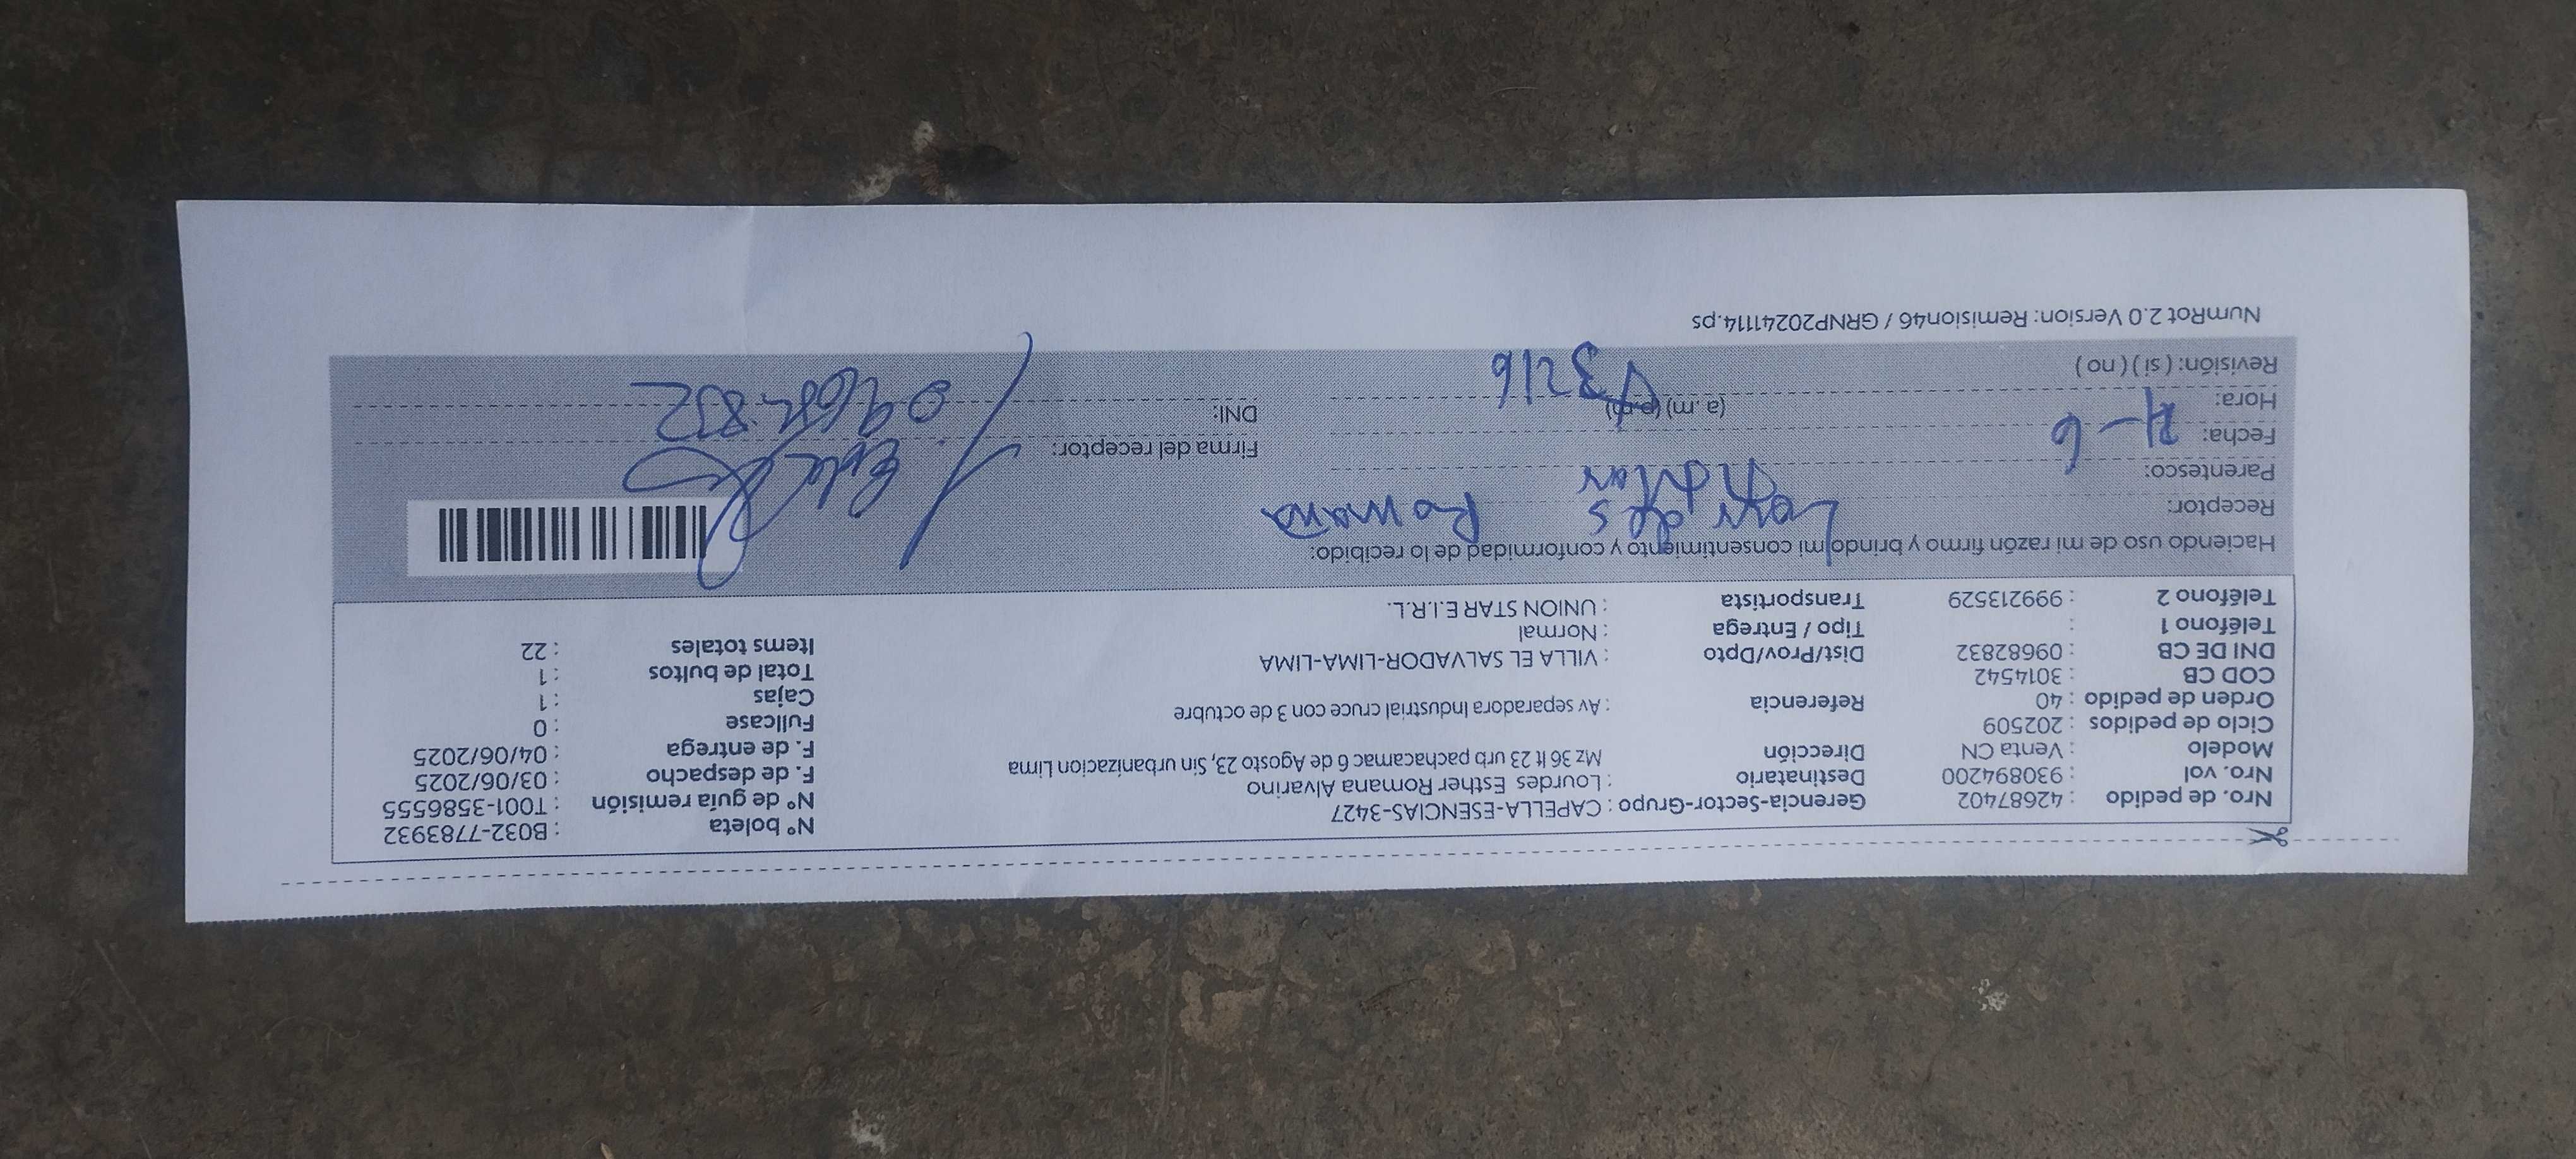 Nro. de pedido : 42687402 Gerencia-Sector-Grupo : CAPELLA-ESENCIAS-3427 N° boleta : B032-7783932
Nro. vol : 930894200 Destinatario : Lourdes Esther Romana Alvarino N° de guía remisión : T001-3586555
Modelo : Venta CN Dirección Mz 36 lt 23 urb pachacamac 6 de Agosto 23, Sin urbanizacion Lima F. de despacho : 03/06/2025
Ciclo de pedidos : 202509 F. de entrega : 04/06/2025
Orden de pedido : 40 Referencia : Av separadora Industrial cruce con 3 de octubre Fullcase : 0
COD CB : 3014542 Cajas : 1
DNI DE CB : 09682832 Dist/Prov/Dpto : VILLA EL SALVADOR-LIMA-LIMA Total de bultos : 1
Teléfono 1 : Tipo / Entrega : Normal Items totales : 22
Teléfono 2 : 999213529 Transportista : UNION STAR E.I.R.L.
Haciendo uso de mi razón firmo y brindo mi consentimiento y conformidad de lo recibido:
Receptor: Lourdes Romana
Parentesco: Titular
Fecha: 4-6 Firma del receptor:
Hora: (a .m) (p.m) DNI:
Revisión: ( si ) ( no )
NumRot 2.0 Version: Remision46 / GRNP20241114.ps